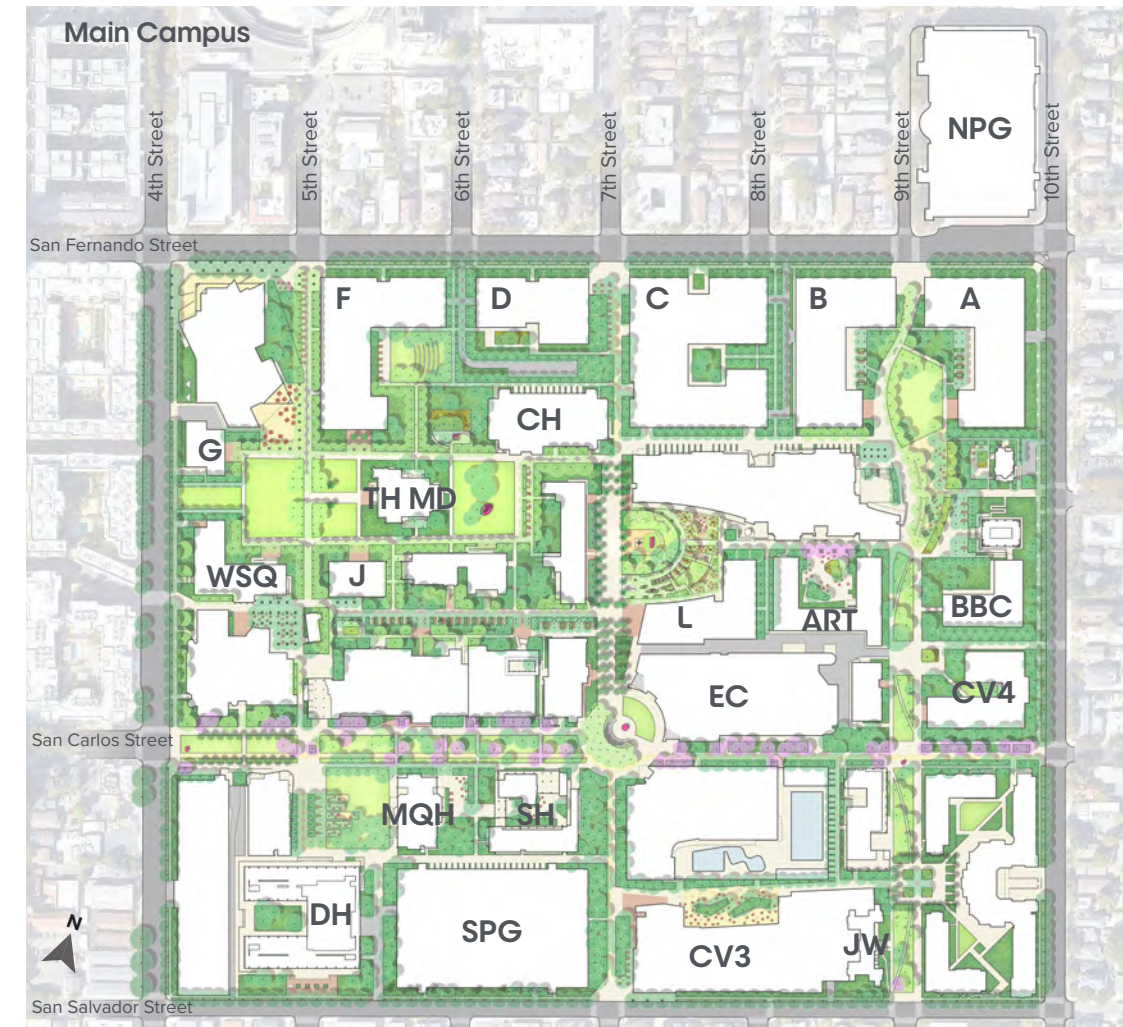 Main Campus
NPG
4th Street
5th Street
6th Street
7th Street
8th Street
9th Street
10th Street
San Fernando Street
F
D
C
B
A
CH
G
TH MD
WSQ
J
L
ART
BBC
EC
CV4
San Carlos Street
MQH
SH
DH
SPG
CV3
JW
N
San Salvador Street